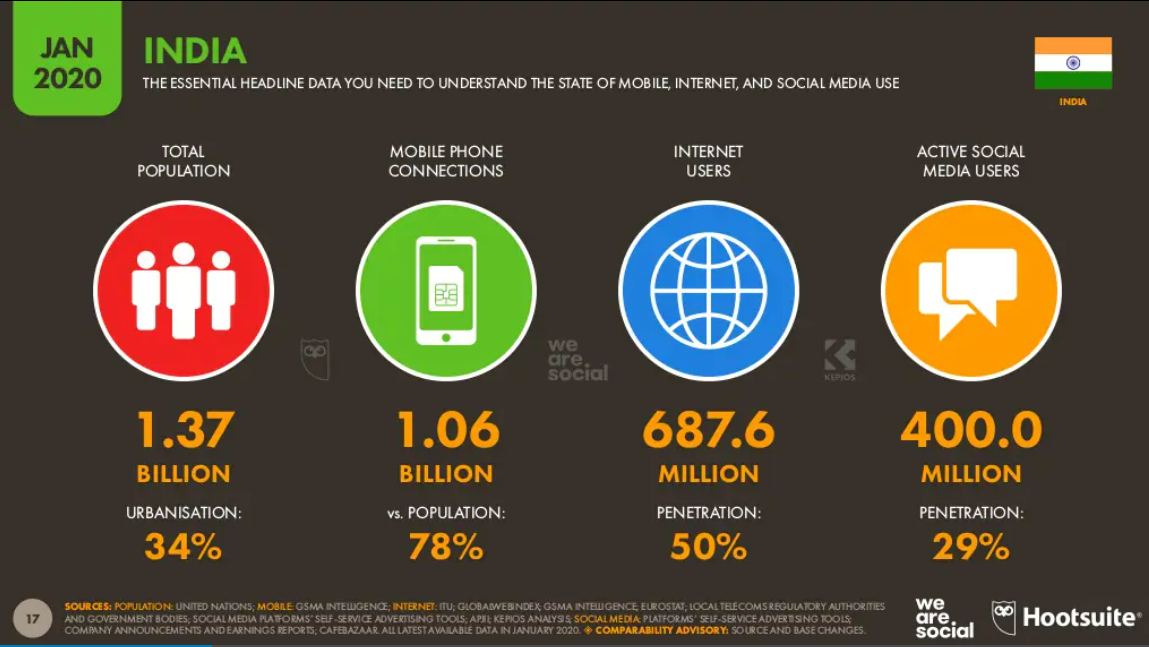 JAN
2020
INDIA
THE ESSENTIAL HEADLINE DATA YOU NEED TO UNDERSTAND THE STATE OF MOBILE, INTERNET, AND SOCIAL MEDIA USE
INDIA
TOTAL
POPULATION
MOBILE PHONE
CONNECTIONS
INTERNET
USERS
ACTIVE SOCIAL
MEDIA USERS
we
are.
social
KEPIOS
1.37
BILLION
URBANISATION:
34%
1.06
BILLION
vs. POPULATION:
78%
687.6
MILLION
PENETRATION:
50%
400.0
MILLION
PENETRATION:
29%
17
SOURCES: POPULATION: UNITED NATIONS; MOBILE: GSMA INTELLIGENCE; INTERNET: ITU; GLOBALWEBINDEX; GSMA INTELLIGENCE; EUROSTAT; LOCAL TELECOMS REGULATORY AUTHORITIES
AND GOVERNMENT BODIES; SOCIAL MEDIA PLATFORMS' SELF-SERVICE ADVERTISING TOOLS; APJII; KEPIOS ANALYSIS; SOCIAL MEDIA: PLATFORMS' SELF-SERVICE ADVERTISING TOOLS;
COMPANY ANNOUNCEMENTS AND EARNINGS REPORTS; CAFEBAZAAR. ALL LATEST AVAILABLE DATA IN JANUARY 2020. ◈ COMPARABILITY ADVISORY: SOURCE AND BASE CHANGES.
we
are.
social
Hootsuite®